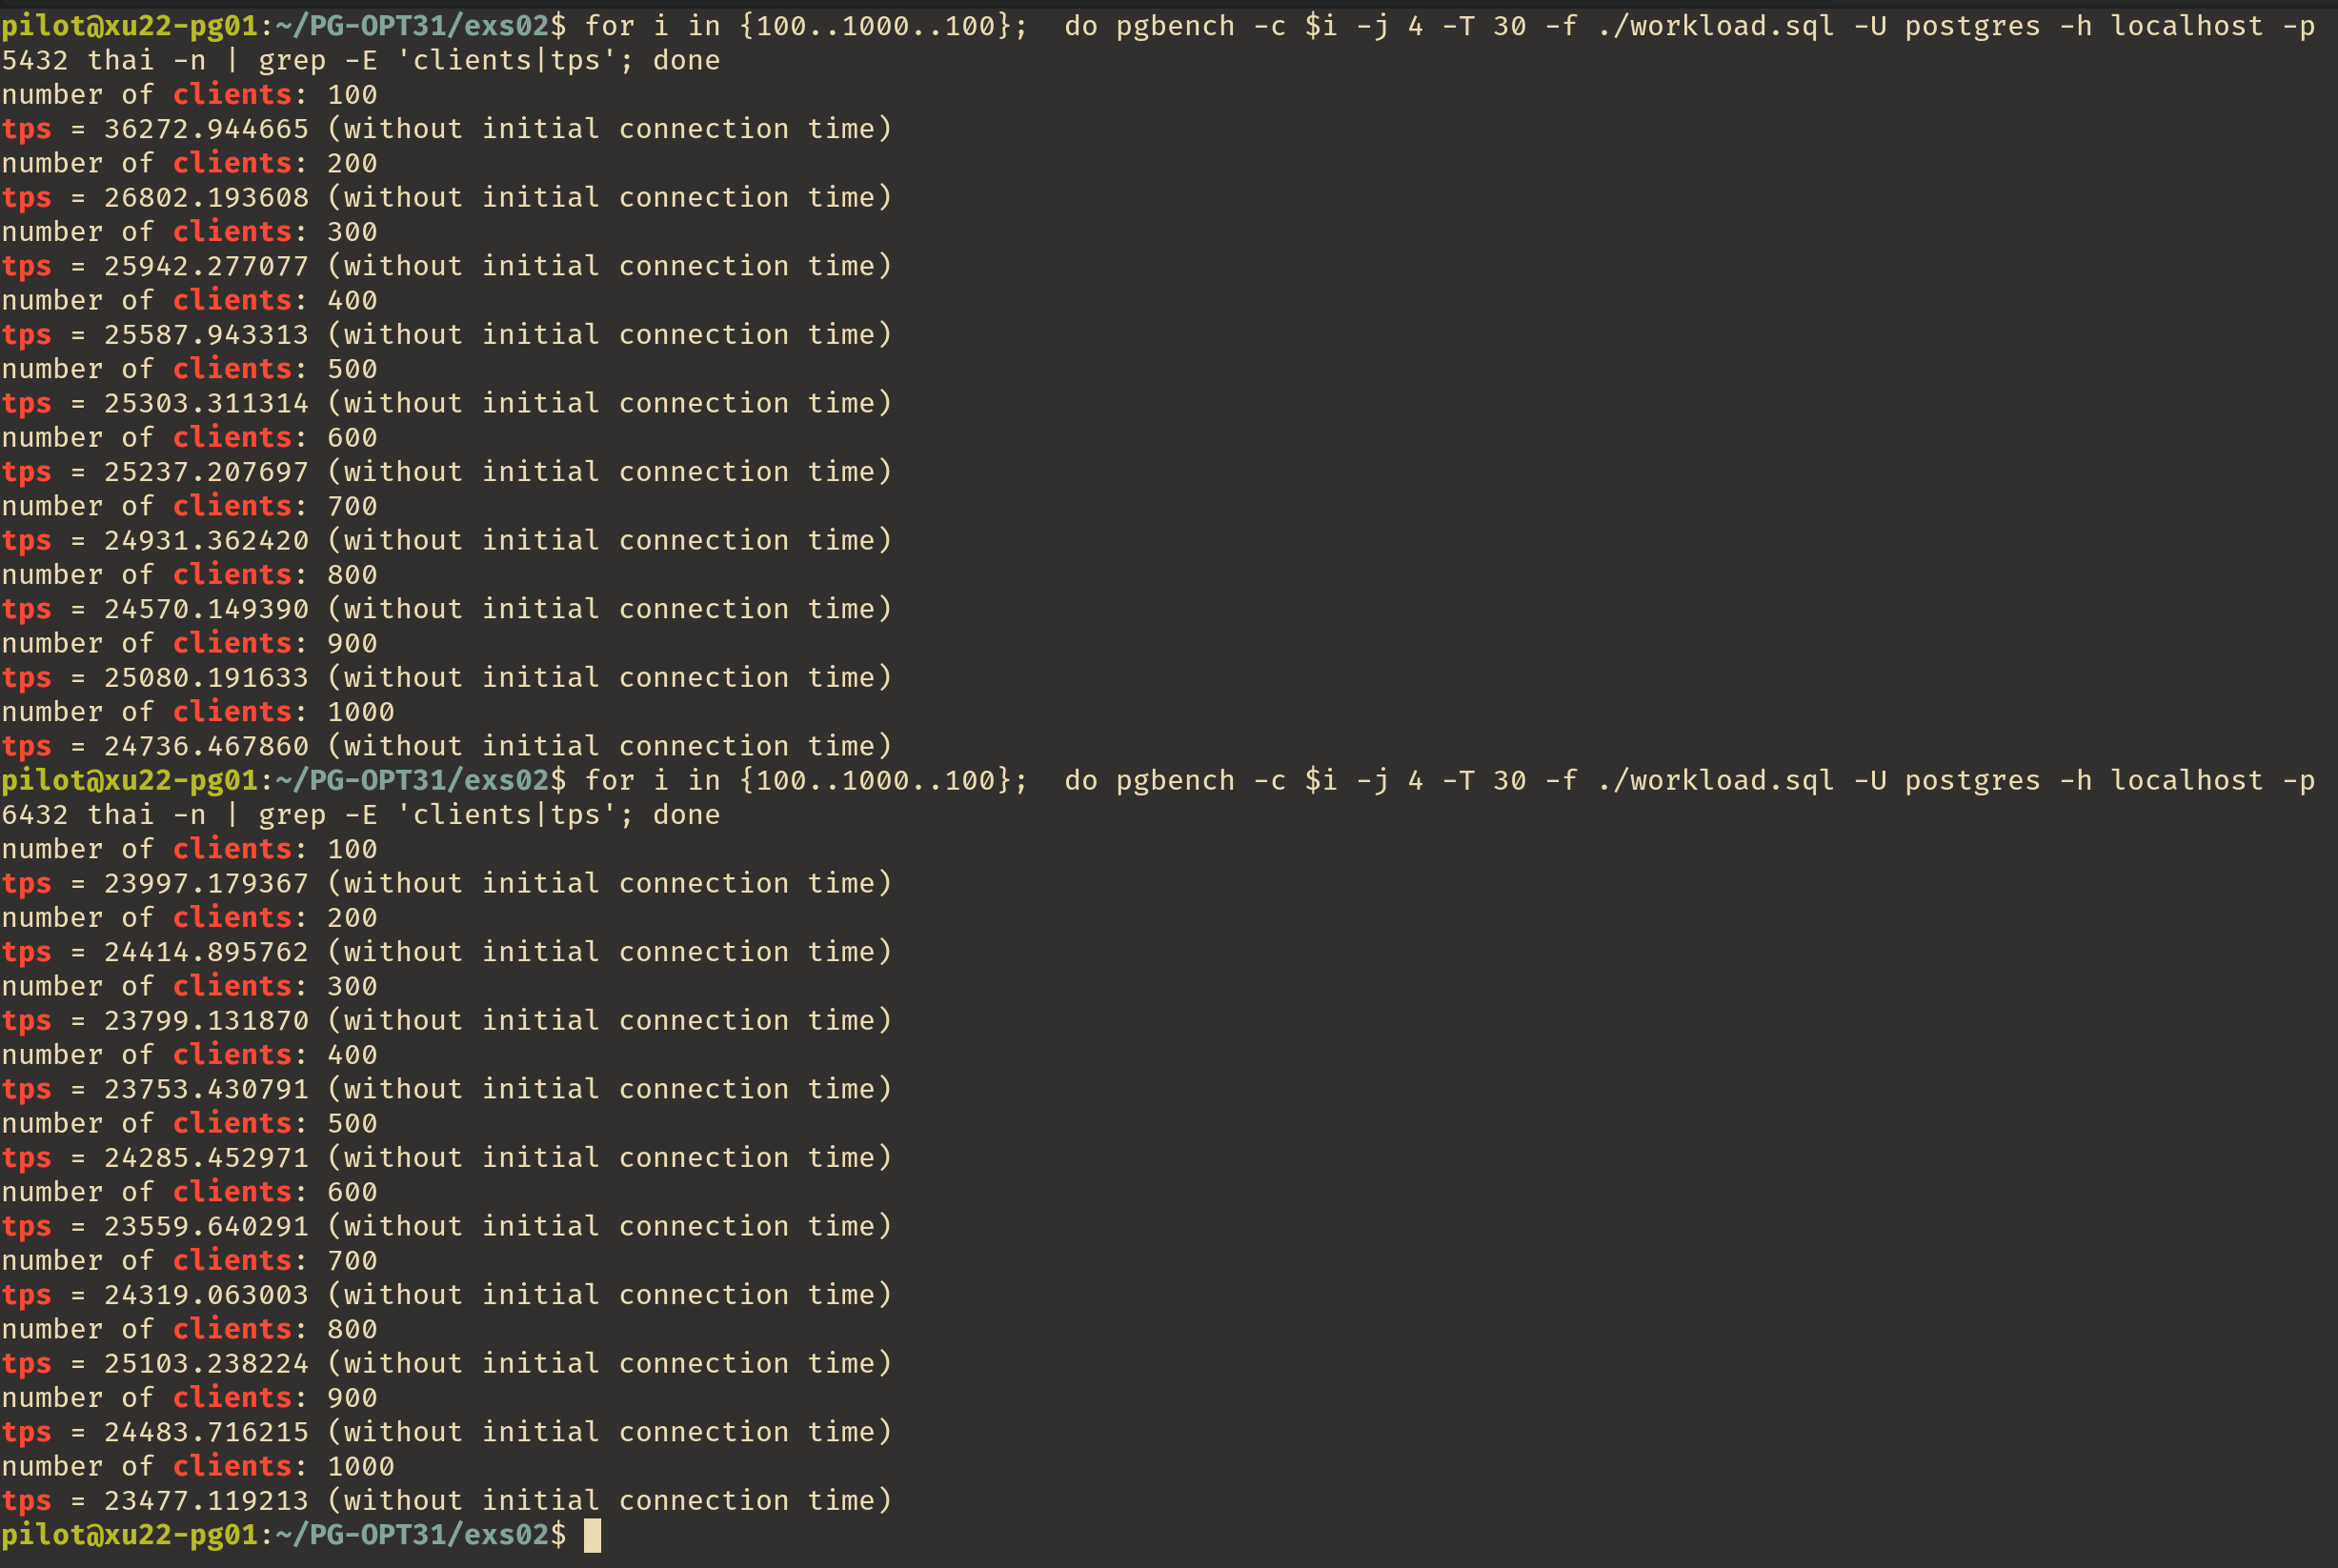 pilot@xu22-pg01:~/PG-OPT31/exs02$ for i in {100..1000..100};  do pgbench -c $i -j 4 -T 30 -f ./workload.sql -U postgres -h localhost -p
5432 thai -n | grep -E 'clients|tps'; done
number of clients: 100
tps = 36272.944665 (without initial connection time)
number of clients: 200
tps = 26802.193608 (without initial connection time)
number of clients: 300
tps = 25942.277077 (without initial connection time)
number of clients: 400
tps = 25587.943313 (without initial connection time)
number of clients: 500
tps = 25303.311314 (without initial connection time)
number of clients: 600
tps = 25237.207697 (without initial connection time)
number of clients: 700
tps = 24931.362420 (without initial connection time)
number of clients: 800
tps = 24570.149390 (without initial connection time)
number of clients: 900
tps = 25080.191633 (without initial connection time)
number of clients: 1000
tps = 24736.467860 (without initial connection time)
pilot@xu22-pg01:~/PG-OPT31/exs02$ for i in {100..1000..100};  do pgbench -c $i -j 4 -T 30 -f ./workload.sql -U postgres -h localhost -p
6432 thai -n | grep -E 'clients|tps'; done
number of clients: 100
tps = 23997.179367 (without initial connection time)
number of clients: 200
tps = 24414.895762 (without initial connection time)
number of clients: 300
tps = 23799.131870 (without initial connection time)
number of clients: 400
tps = 23753.430791 (without initial connection time)
number of clients: 500
tps = 24285.452971 (without initial connection time)
number of clients: 600
tps = 23559.640291 (without initial connection time)
number of clients: 700
tps = 24319.063003 (without initial connection time)
number of clients: 800
tps = 25103.238224 (without initial connection time)
number of clients: 900
tps = 24483.716215 (without initial connection time)
number of clients: 1000
tps = 23477.119213 (without initial connection time)
pilot@xu22-pg01:~/PG-OPT31/exs02$